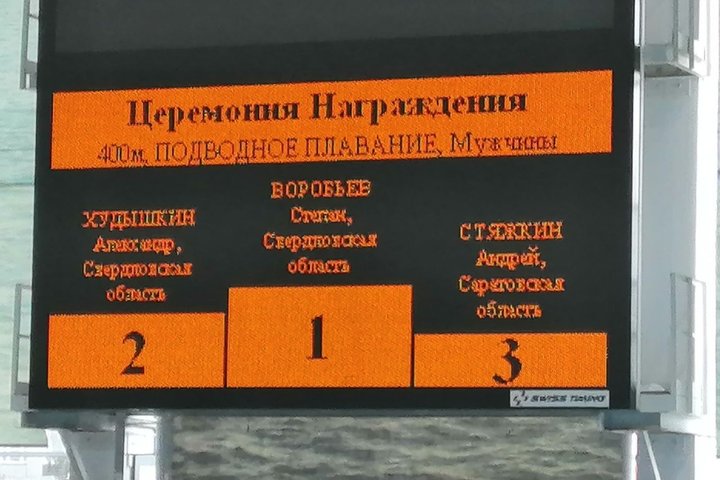 Церемония Награждения
400м, ПОДВОДНОЕ ПЛАВАНИЕ, Мужчины
ХУДЫШКИН
Александр,
Свердловская
область
2
ВОРОБЬЕВ
Степан,
Свердловская
область
1
СТЯЖКИН
Андрей,
Саратовская
область
3
SWISS TIMING